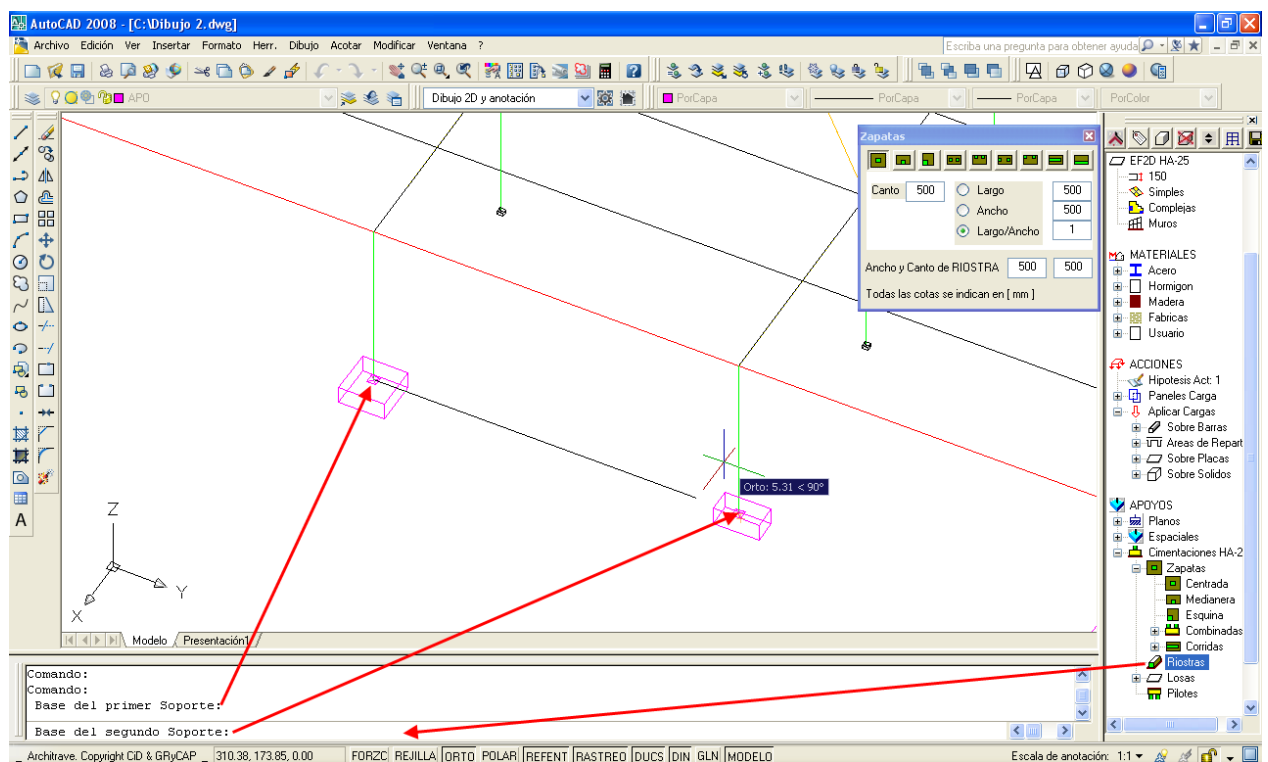 AutoCAD 2008 - [C:\Dibujo 2.dwg]
Archivo Edición Ver Insertar Formato Herr. Dibujo Acotar Modificar Ventana ?
Escriba una pregunta para obtener ayuda
AP0
Dibujo 2D y anotación
PorCapa
PorCapa
PorCapa
PorColor
Zapatas
Canto 500
Largo 500
Ancho 500
Largo/Ancho 1
Ancho y Canto de RIOSTRA 500 500
Todas las cotas se indican en [ mm ]
EF2D HA-25
150
Simples
Complejas
Muros
MATERIALES
Acero
Hormigon
Madera
Fabricas
Usuario
ACCIONES
Hipotesis Act: 1
Paneles Carga
Aplicar Cargas
Sobre Barras
Areas de Repart
Sobre Placas
Sobre Solidos
APOYOS
Planos
Espaciales
Cimentaciones HA-2
Zapatas
Centrada
Medianera
Esquina
Combinadas
Corridas
Riostras
Losas
Pilotes
Orto: 5.31 < 90°
Z
Y
X
A
Modelo Presentación1
Comando:
Comando:
Base del primer Soporte:
Base del segundo Soporte:
_ Architrave. Copyright CiD & GRyCAP _ 310.38, 173.85, 0.00 FORZC REJILLA ORTO POLAR REFENT RASTREO DUCS DIN GLN MODELO Escala de anotación: 1:1